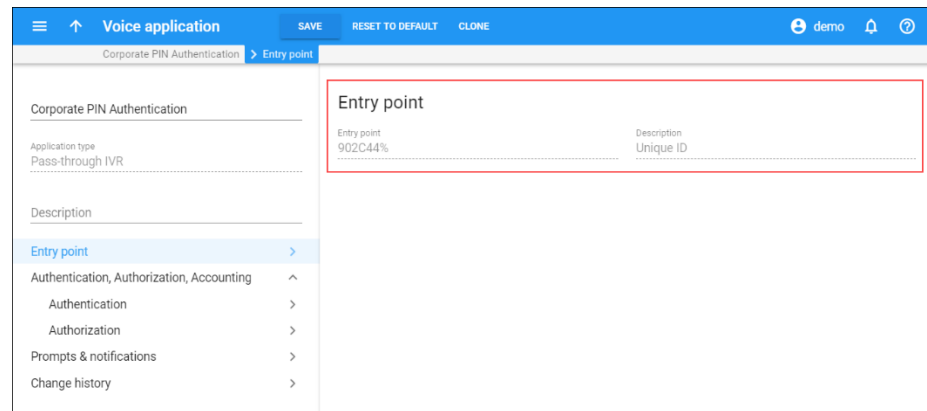 Voice application SAVE RESET TO DEFAULT CLONE demo
Corporate PIN Authentication Entry point
Corporate PIN Authentication
Application type
Pass-through IVR
Description
Entry point
Authentication, Authorization, Accounting
Authentication
Authorization
Prompts & notifications
Change history
Entry point
Entry point Description
902C44% Unique ID